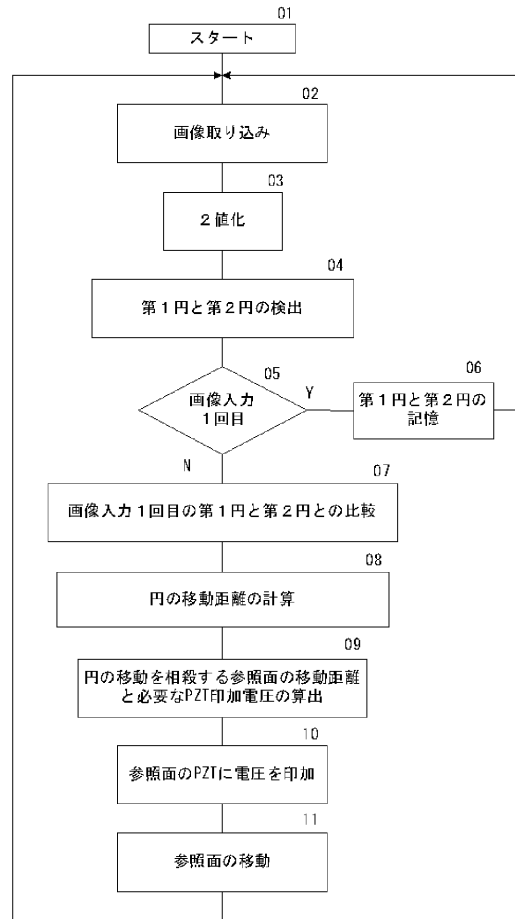 01
スタート
02
画像取り込み
03
2値化
04
第1円と第2円の検出
05
画像入力
1回目
Y
06
第1円と第2円の
記憶
N
07
画像入力1回目の第1円と第2円との比較
08
円の移動距離の計算
09
円の移動を相殺する参照面の移動距離
と必要なPZT印加電圧の算出
10
参照面のPZTに電圧を印加
11
参照面の移動